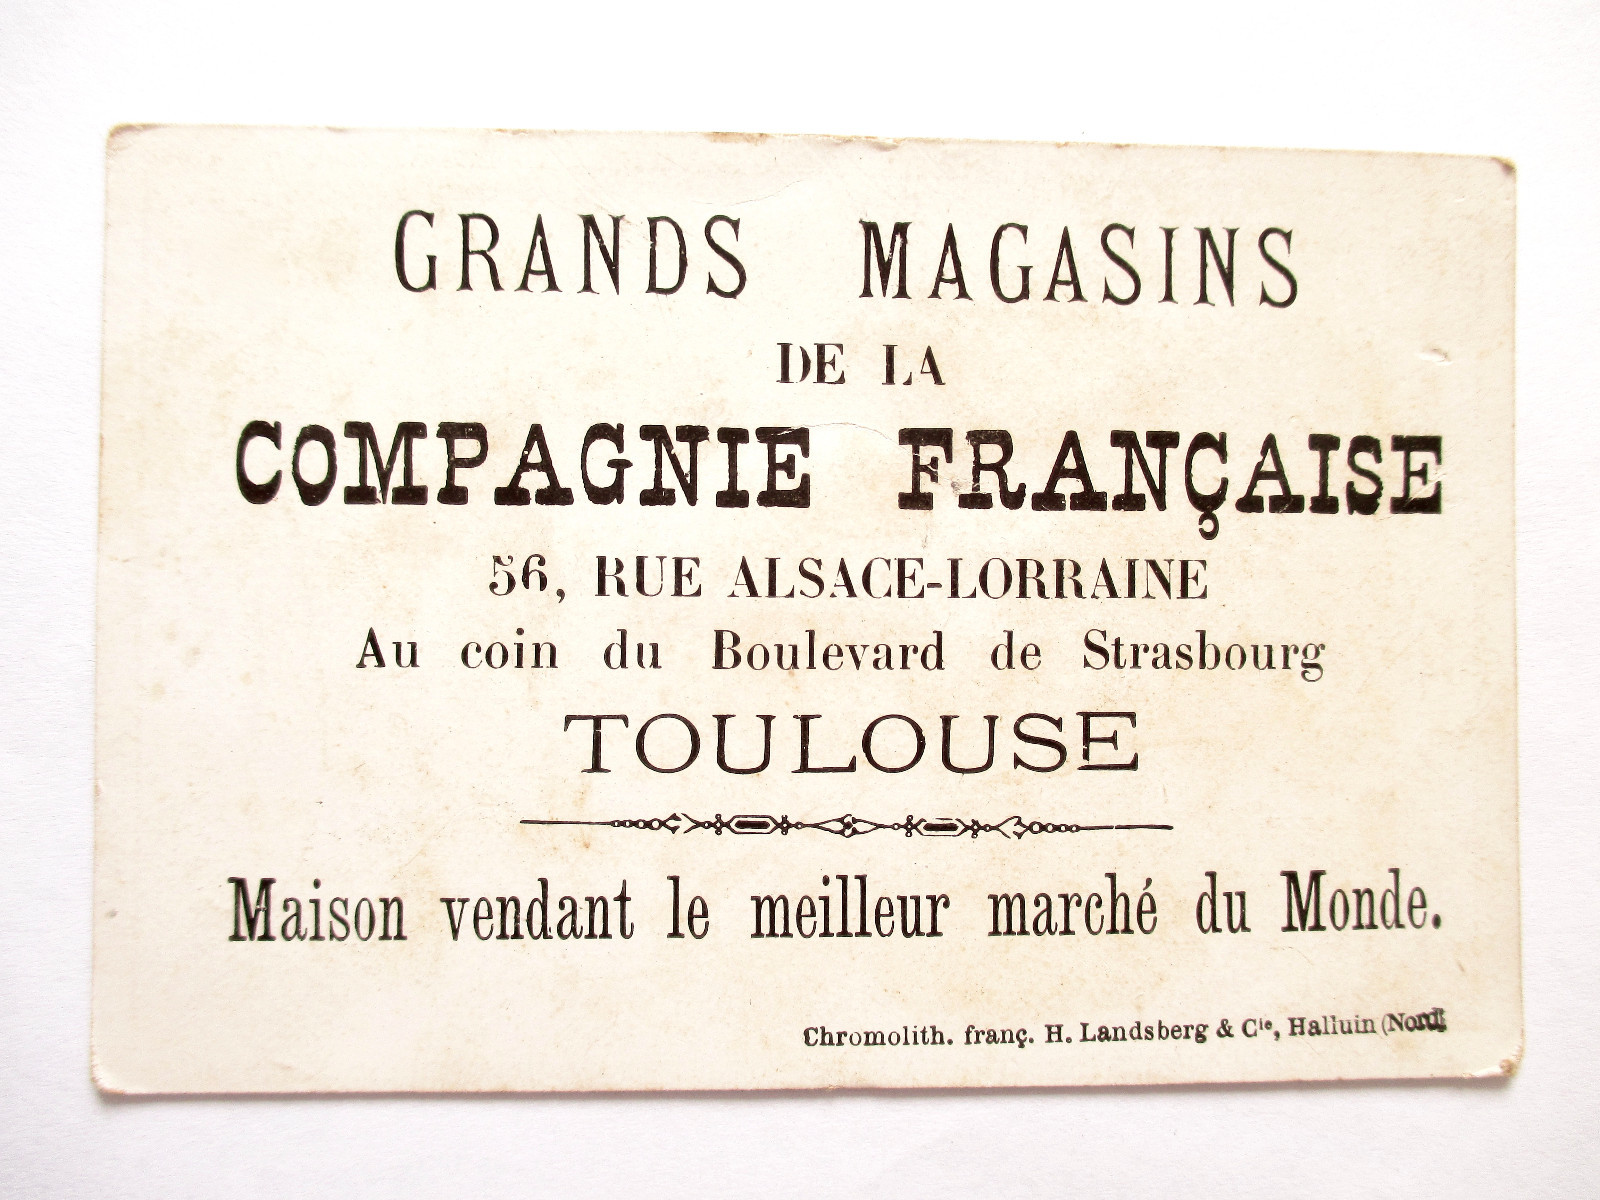 GRANDS MAGASINS
DE LA
COMPAGNIE FRANÇAISE
56, RUE ALSACE-LORRAINE
Au coin du Boulevard de Strasbourg
TOULOUSE
Maison vendant le meilleur marché du Monde.
Chromolith. franç. H. Landsberg & Cie, Halluin (Nord)